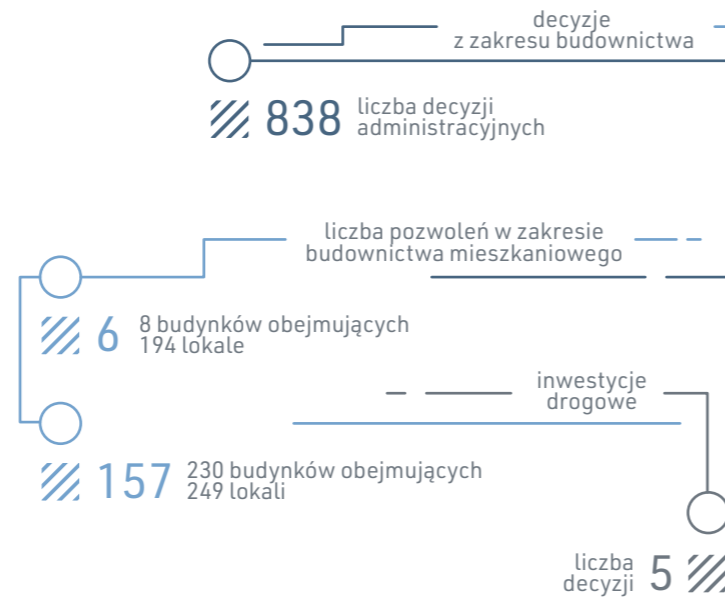 decyzje
z zakresu budownictwa
838 liczba decyzji
administracyjnych
liczba pozwoleń w zakresie
budownictwa mieszkaniowego
6 8 budynków obejmujących
194 lokale
inwestycje
drogowe
157 230 budynków obejmujących
249 lokali
liczba
decyzji 5